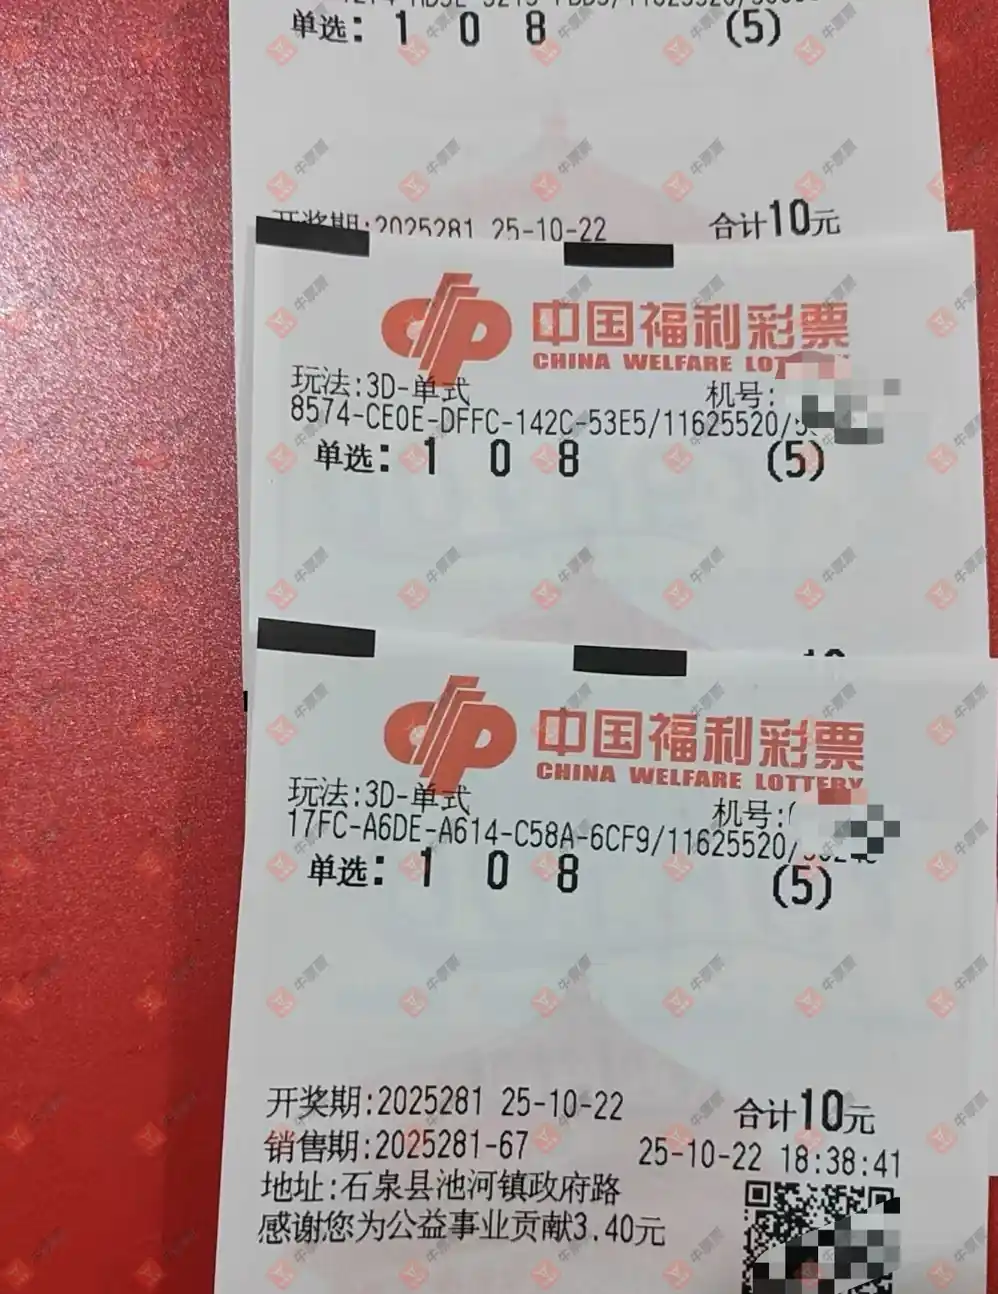 单选: 1 0 8 (5)
开奖期:2025281 25-10-22 合计10元
中国福利彩票
CHINA WELFARE
玩法:3D-单式 机号:
8574-CE0E-DFFC-142C-53E5/11625520/
单选: 1 0 8 (5)
中国福利彩票
CHINA WELFARE LOTTERY
玩法:3D-单式 机号:
17FC-A6DE-A614-C58A-6CF9/11625520/
单选: 1 0 8 (5)
开奖期:2025281 25-10-22 合计10元
销售期:2025281-67 25-10-22 18:38:41
地址:石泉县池河镇政府路
感谢您为公益事业贡献3.40元
牛票票